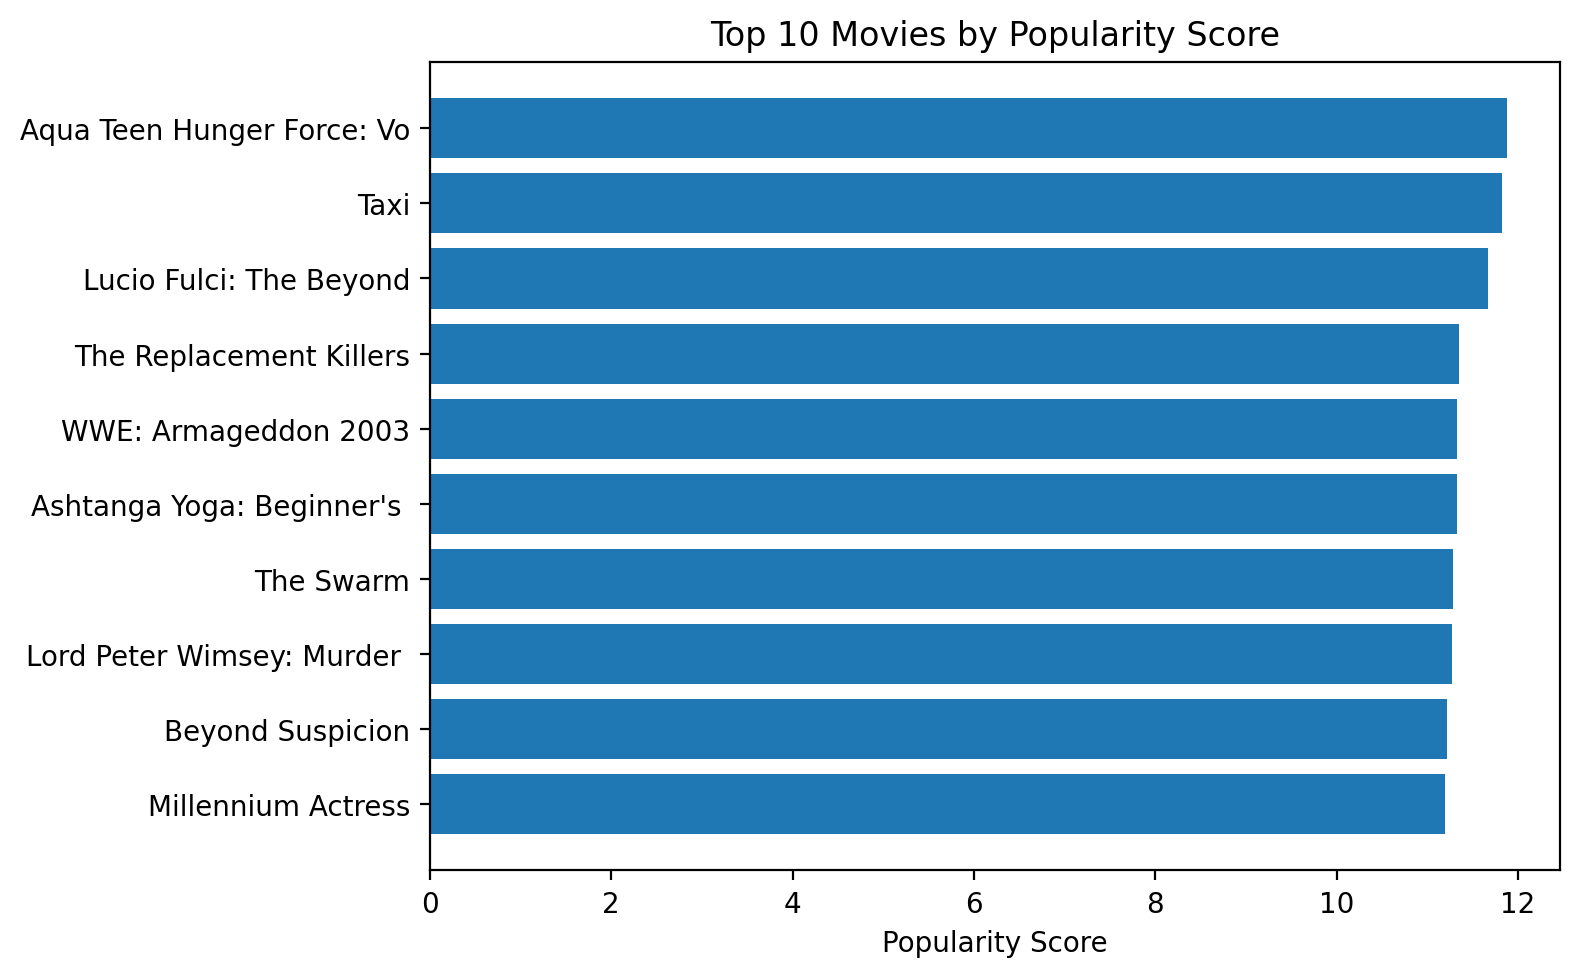 Top 10 Movies by Popularity Score
Aqua Teen Hunger Force: Vo
Taxi
Lucio Fulci: The Beyond
The Replacement Killers
WWE: Armageddon 2003
Ashtanga Yoga: Beginner's
The Swarm
Lord Peter Wimsey: Murder
Beyond Suspicion
Millennium Actress
0 2 4 6 8 10 12
Popularity Score